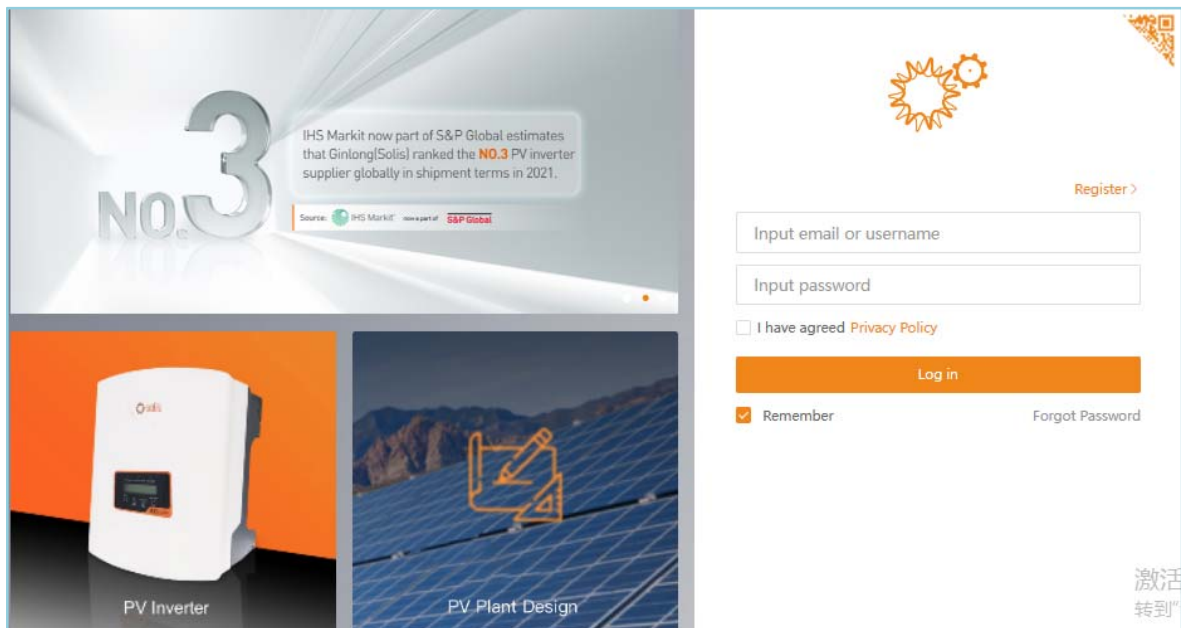 NO.3
IHS Markit now part of S&P Global estimates
that Ginlong(Solis) ranked the NO.3 PV inverter
supplier globally in shipment terms in 2021.
Source: IHS Markit now a part of S&P Global
Register >
Input email or username
Input password
I have agreed Privacy Policy
Log in
Remember
Forgot Password
solis
PV Inverter
PV Plant Design
激活
转到"